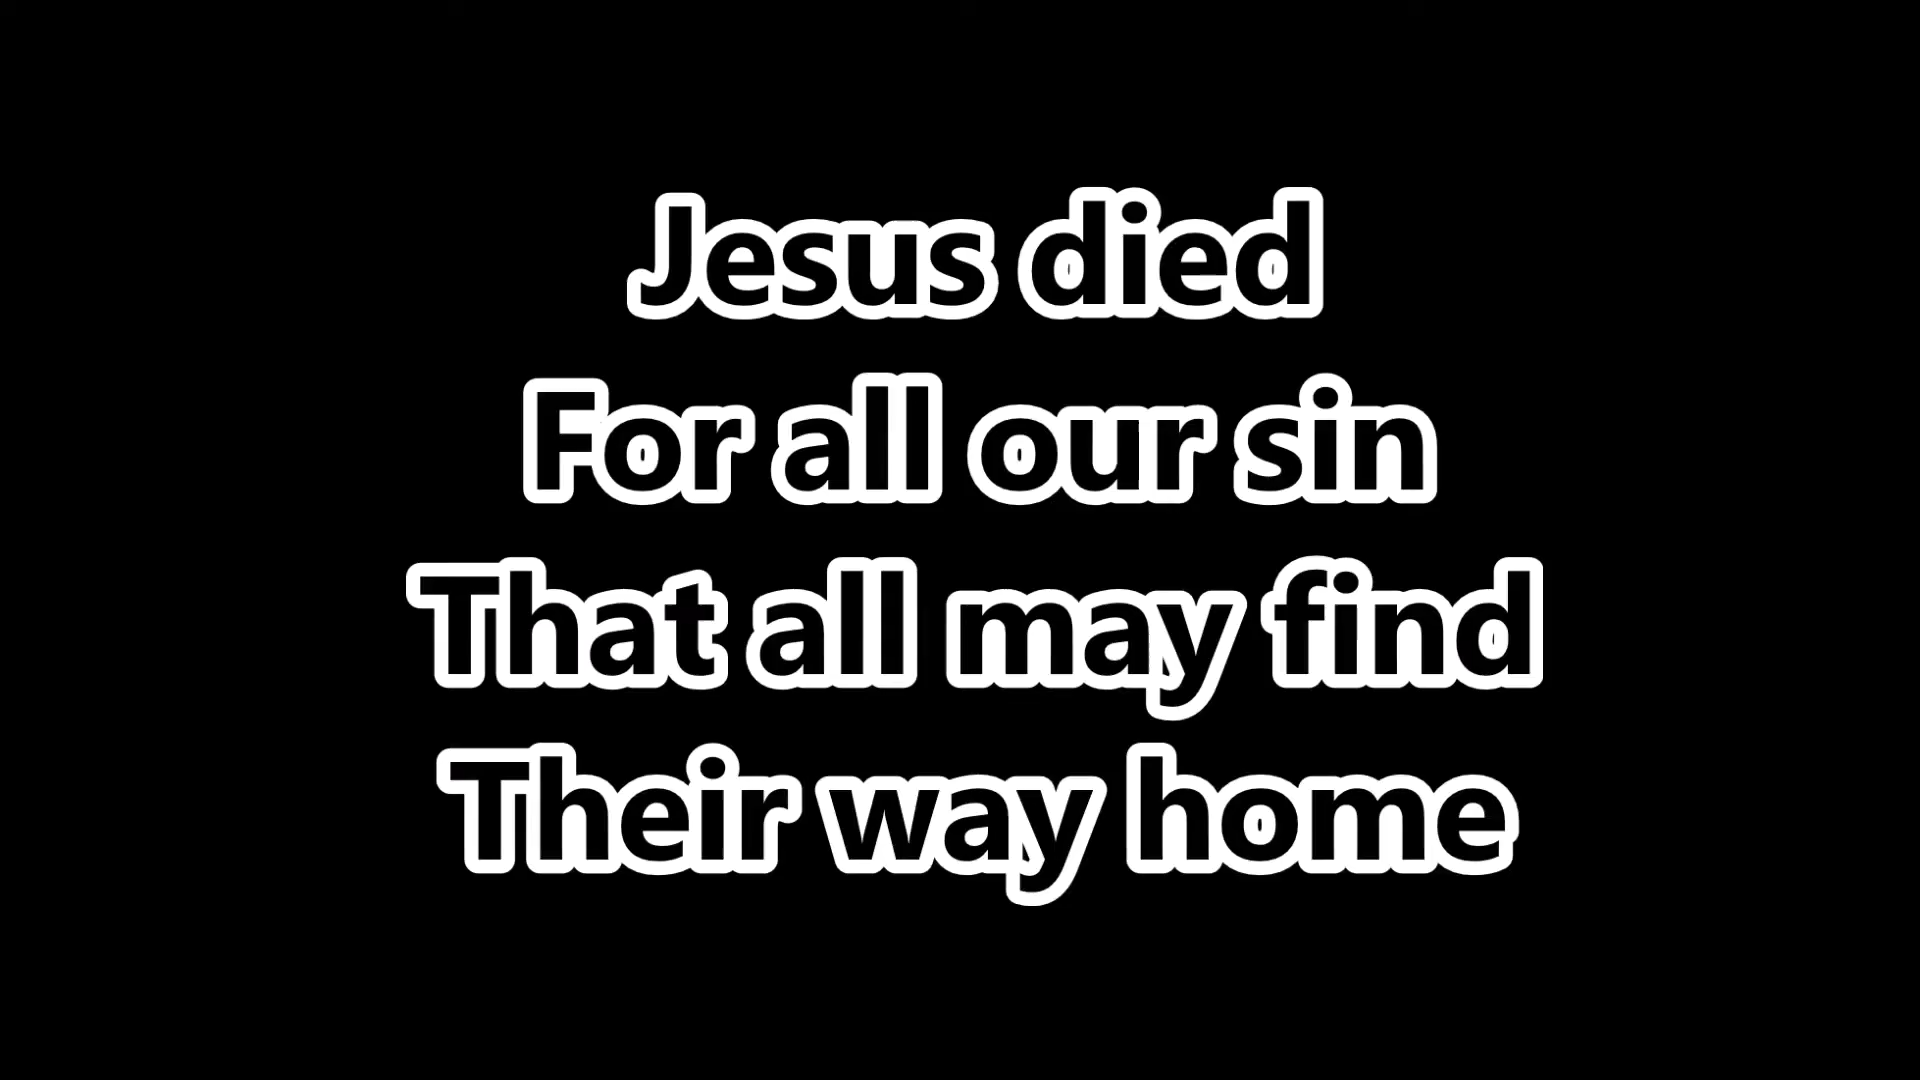 Jesus died
For all our sin
That all may find
Their way home